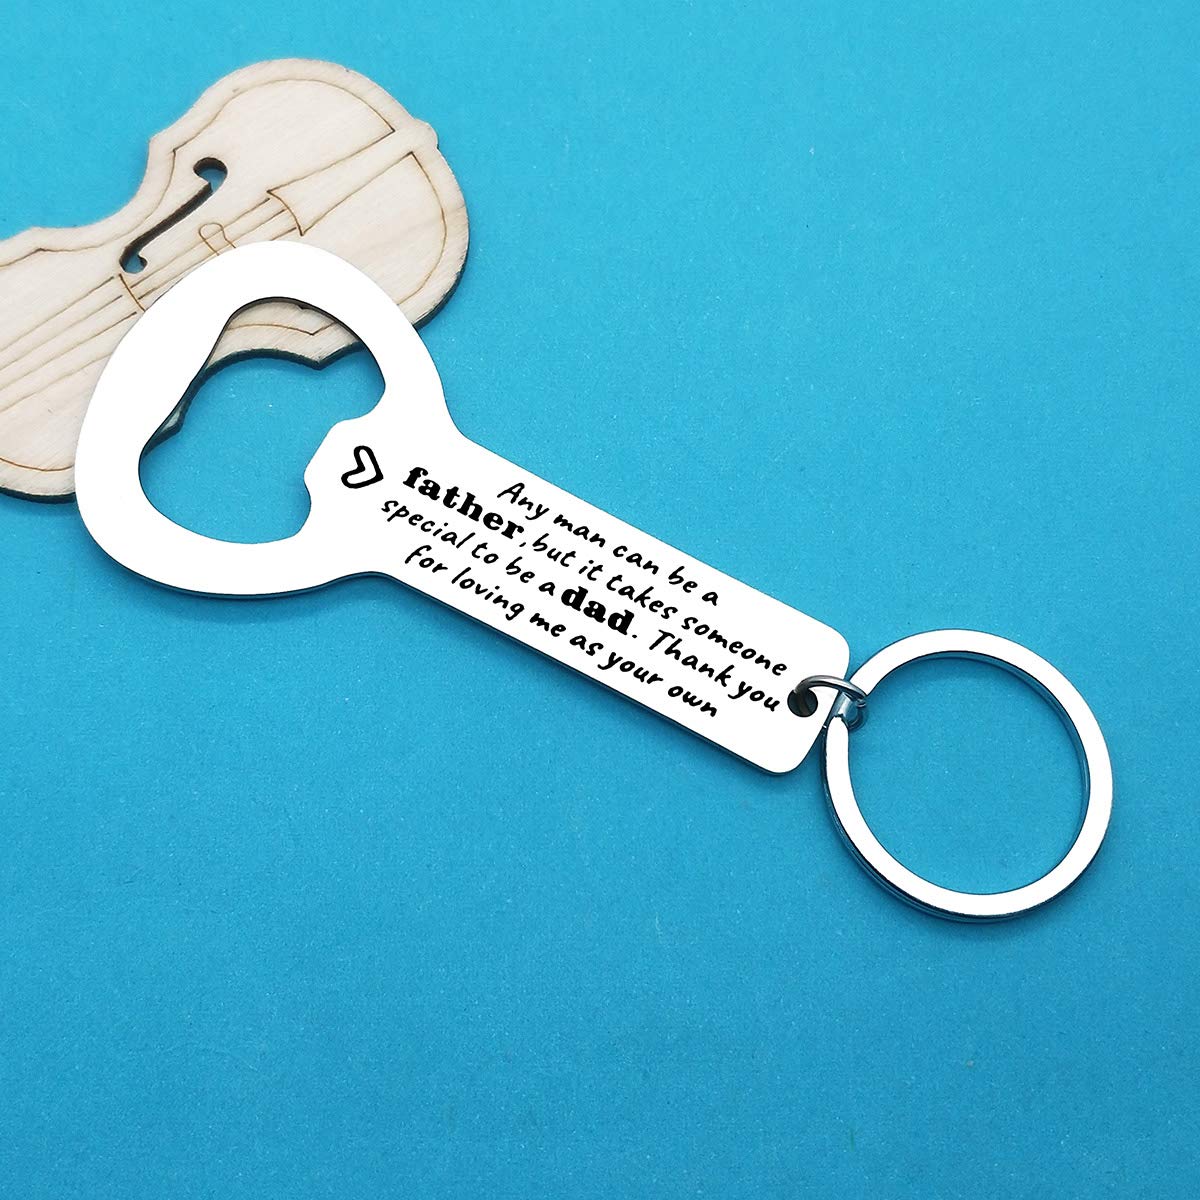 Any man can be a
father, but it takes someone
special to be a dad. Thank you
for loving me as your own